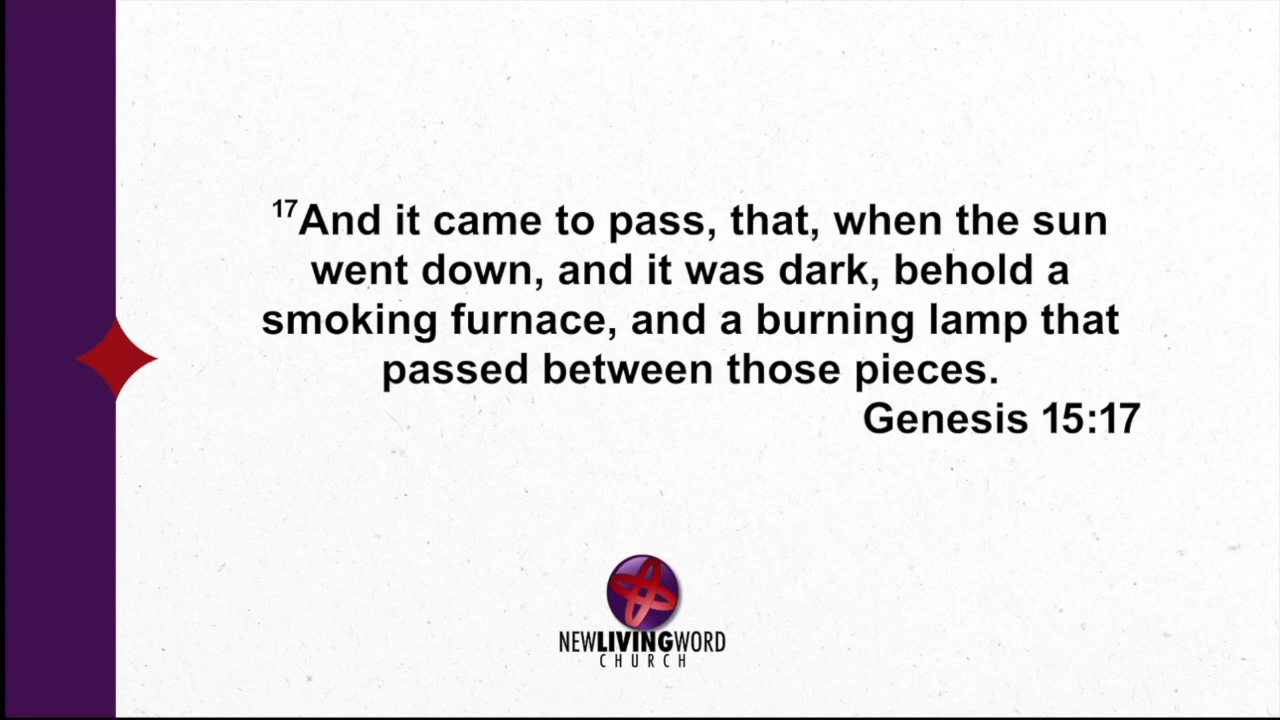 ¹⁷And it came to pass, that, when the sun
went down, and it was dark, behold a
smoking furnace, and a burning lamp that
passed between those pieces.
Genesis 15:17
NEWLIVINGWORD
CHURCH